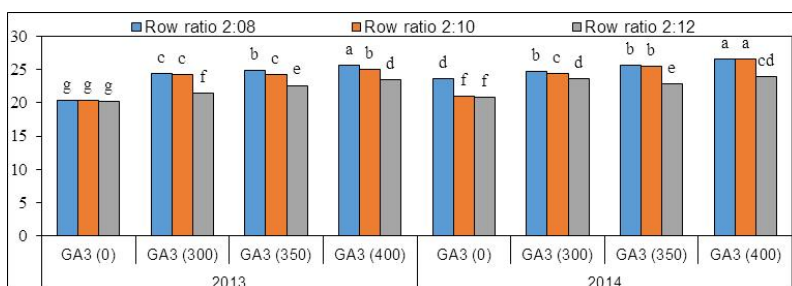 Row ratio 2:08 Row ratio 2:10 Row ratio 2:12
30
25
20
15
10
5
0
g g g c c f b c e a b d d f f b c d b b e a a cd
GA3 (0) GA3 (300) GA3 (350) GA3 (400) GA3 (0) GA3 (300) GA3 (350) GA3 (400)
2013 2014